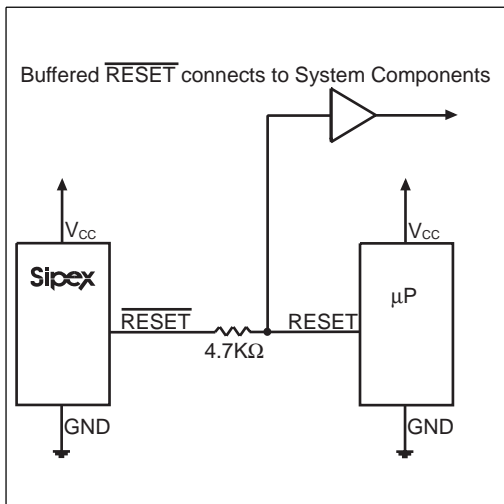 Buffered RESET connects to System Components
VCC
VCC
Sipex
μP
RESET
RESET
4.7KΩ
GND
GND